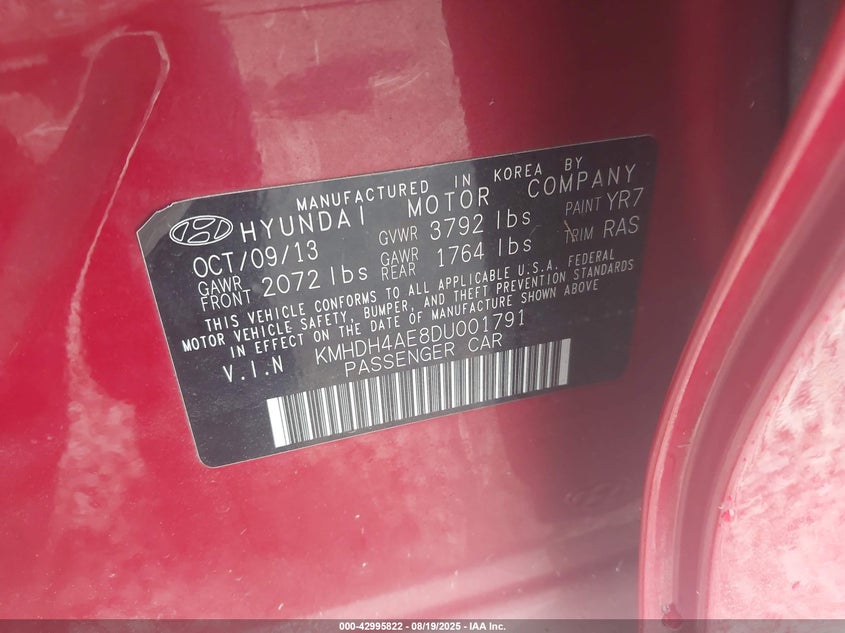 MANUFACTURED IN KOREA BY
HYUNDAI MOTOR COMPANY
OCT/09/13 GVWR 3792 lbs PAINT YR7
GAWR FRONT 2072 lbs GAWR REAR 1764 lbs TRIM RAS
THIS VEHICLE CONFORMS TO ALL APPLICABLE U.S.A. FEDERAL
MOTOR VEHICLE SAFETY, BUMPER, AND THEFT PREVENTION STANDARDS
IN EFFECT ON THE DATE OF MANUFACTURE SHOWN ABOVE
V.I.N KMHDH4AE8DU001791
PASSENGER CAR
000-42995822 - 08/19/2025 - IAA Inc.